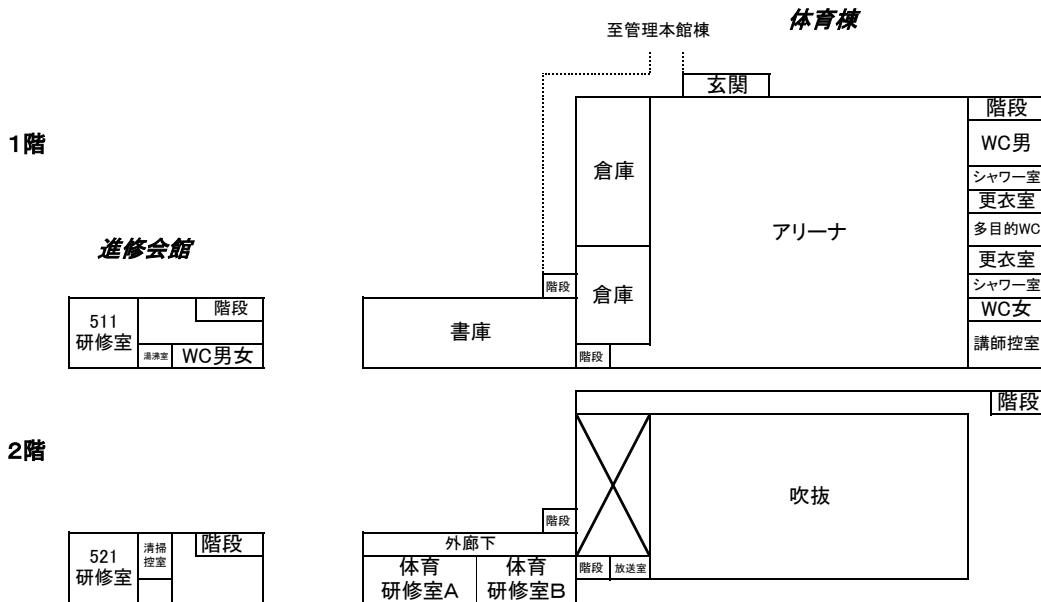 体育棟
至管理本館棟
玄関
1階
階段
WC男
倉庫
シャワー室
更衣室
アリーナ
多目的WC
進修会館
更衣室
階段
倉庫
シャワー室
511
研修室
階段
書庫
WC女
湯沸室
WC男女
階段
講師控室
階段
2階
吹抜
階段
521
研修室
清掃
控室
階段
外廊下
体育
研修室A
体育
研修室B
階段
放送室